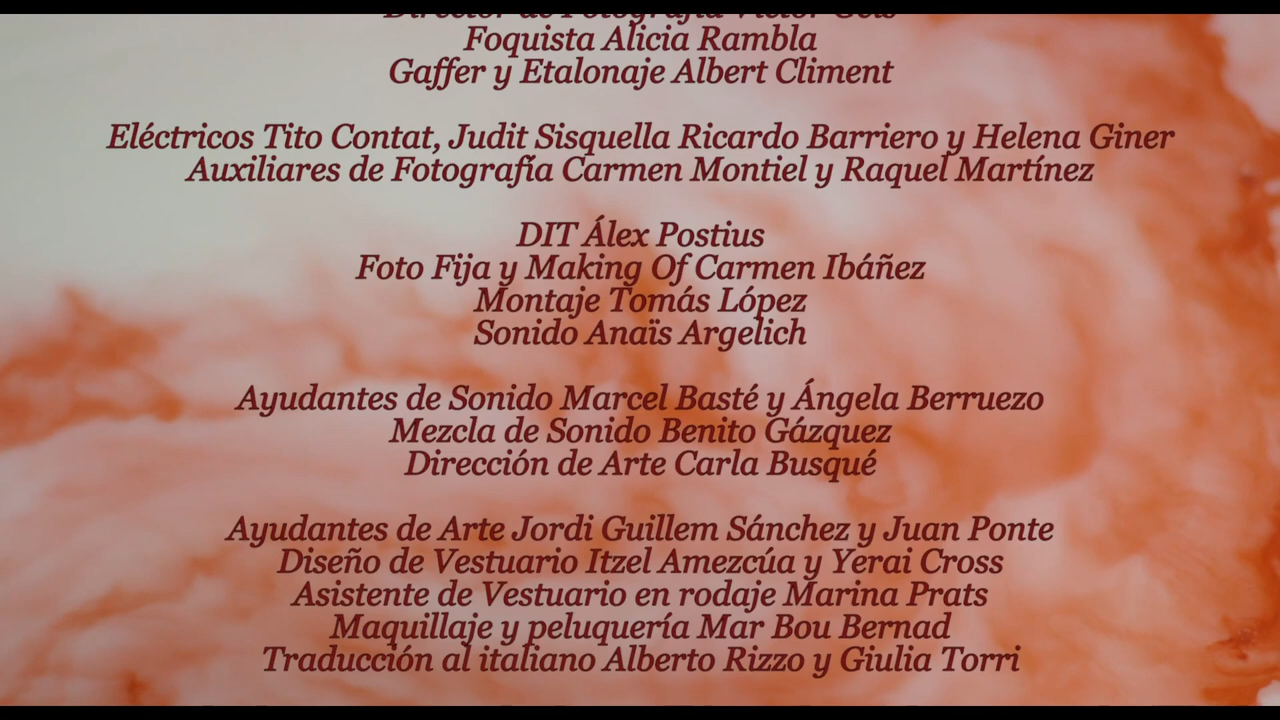 Director de Fotografía Víctor
Foquista Alicia Rambla
Gaffer y Etalonaje Albert Climent
Eléctricos Tito Contat, Judit Sisquella Ricardo Barriero y Helena Giner
Auxiliares de Fotografía Carmen Montiel y Raquel Martínez
DIT Álex Postius
Foto Fija y Making Of Carmen Ibáñez
Montaje Tomás López
Sonido Anaïs Argelich
Ayudantes de Sonido Marcel Basté y Ángela Berruezo
Mezcla de Sonido Benito Gázquez
Dirección de Arte Carla Busqué
Ayudantes de Arte Jordi Guillem Sánchez y Juan Ponte
Diseño de Vestuario Itzel Amezcúa y Yerai Cross
Asistente de Vestuario en rodaje Marina Prats
Maquillaje y peluquería Mar Bou Bernad
Traducción al italiano Alberto Rizzo y Giulia Torri